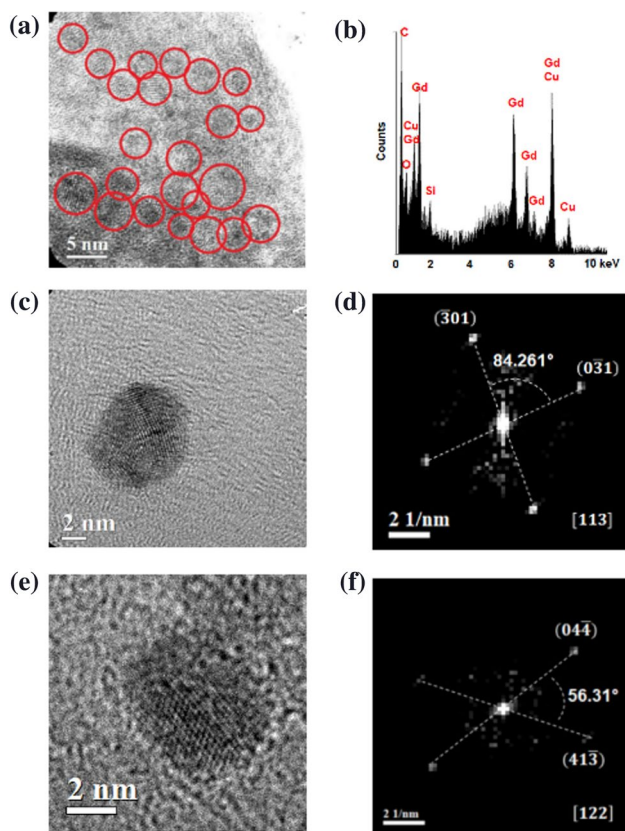 (a)
5 nm
(b)
C
Gd
Cu
Gd
O
Si
Gd
Gd
Gd
Gd
Cu
Cu
Counts
0 2 4 6 8 10 keV
(c)
2 nm
(d)
(3̅01)
84.261°
(03̅1)
2 1/nm
[113]
(e)
2 nm
(f)
(044̅)
56.31°
(413̅)
2 1/nm
[122]